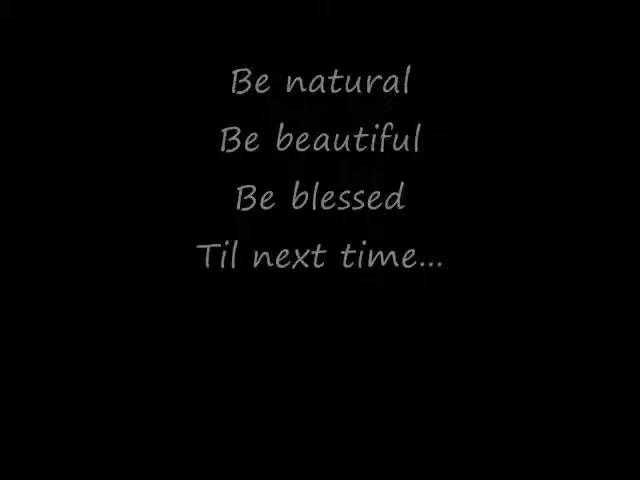 Be natural
Be beautiful
Be blessed
Til next time...